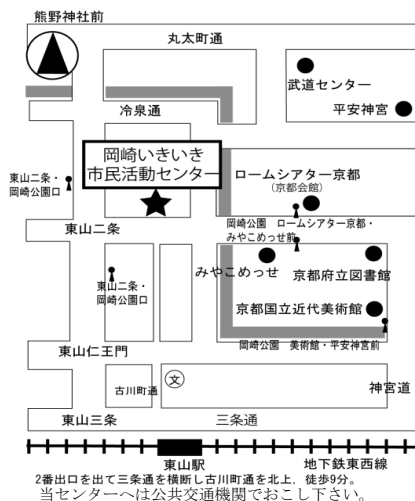 熊野神社前
丸太町通
武道センター
平安神宮
冷泉通
岡崎いきいき
市民活動センター
ロームシアター京都
(京都会館)
東山二条・
岡崎公園口
岡崎公園 ロームシアター京都・
みやこめっせ前
東山二条
みやこめっせ
京都府立図書館
東山二条・
岡崎公園口
京都国立近代美術館
岡崎公園 美術館・平安神宮前
東山仁王門
文
古川町通
神宮道
東山三条
三条通
東山駅
地下鉄東西線
2番出口を出て三条通を横断し古川町通を北上，徒歩9分。
当センターへは公共交通機関でおこし下さい。